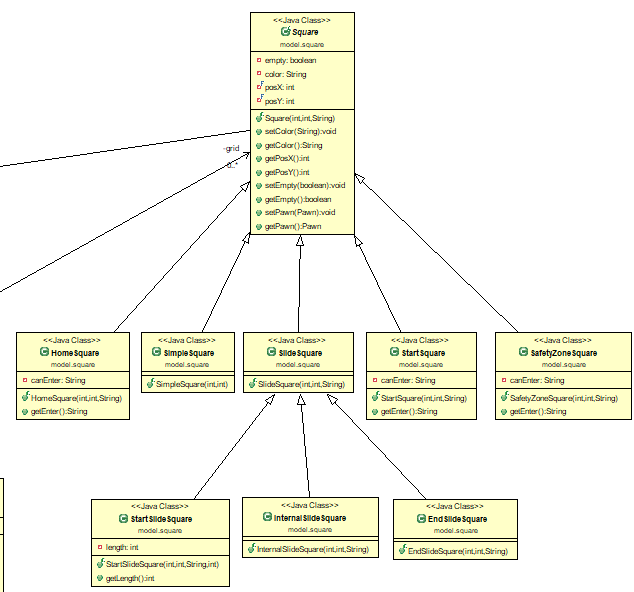 <<Java Class>>
Square
model.square
empty: boolean
color: String
posX: int
posY: int
Square(int,int,String)
setColor(String):void
getColor():String
getPosX():int
getPosY():int
setEmpty(boolean):void
getEmpty():boolean
setPawn(Pawn):void
getPawn():Pawn
-grid
0..*
<<Java Class>>
HomeSquare
model.square
canEnter: String
HomeSquare(int,int,String)
getEnter():String
<<Java Class>>
SimpleSquare
model.square
SimpleSquare(int,int)
<<Java Class>>
SlideSquare
model.square
SlideSquare(int,int,String)
<<Java Class>>
StartSquare
model.square
canEnter: String
StartSquare(int,int,String)
getEnter():String
<<Java Class>>
SafetyZoneSquare
model.square
canEnter: String
SafetyZoneSquare(int,int,String)
getEnter():String
<<Java Class>>
StartSlideSquare
model.square
length: int
StartSlideSquare(int,int,String,int)
getLength():int
<<Java Class>>
InternalSlideSquare
model.square
InternalSlideSquare(int,int,String)
<<Java Class>>
EndSlideSquare
model.square
EndSlideSquare(int,int,String)